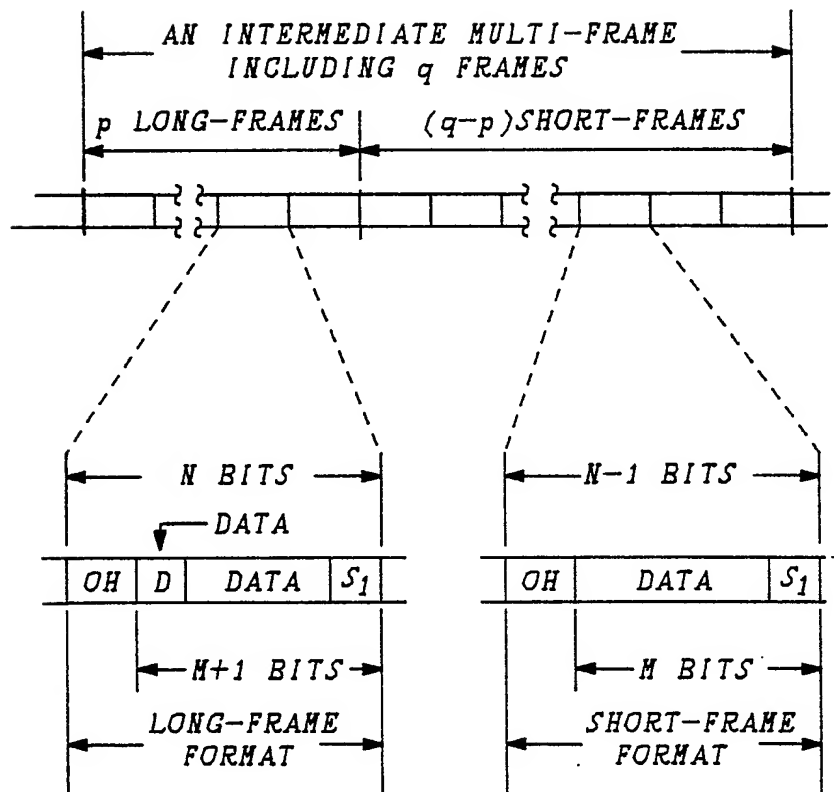 AN INTERMEDIATE MULTI-FRAME
INCLUDING q FRAMES
p LONG-FRAMES
(q-p)SHORT-FRAMES
N BITS
N-1 BITS
DATA
OH
D
DATA
S1
OH
DATA
S1
M+1 BITS
M BITS
LONG-FRAME
FORMAT
SHORT-FRAME
FORMAT